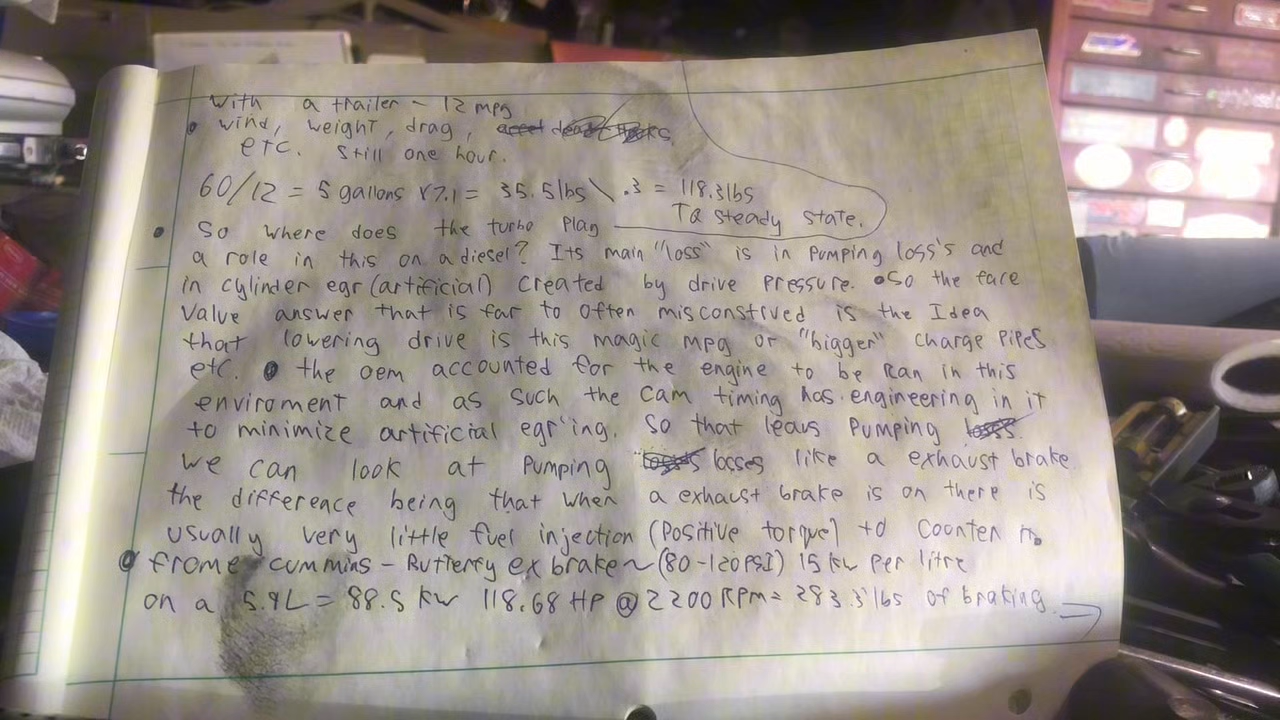 with a trailer ~ 12 mpg
• wind, weight, drag,
etc. still one hour.
60/12 = 5 gallons x7.1 = 35.5lbs \ .3 = 118.3lbs
TQ steady state.
• So where does the turbo play
a role in this on a diesel? Its main "loss" is in pumping loss's and
in cylinder egr (artificial) created by drive pressure. • So the face
value answer that is far to often misconstrved is the Idea
that lowering drive is this magic mpg or "bigger" charge pipes
etc. • the oem accounted for the engine to be ran in this
enviroment and as such the cam timing has engineering in it
to minimize artificial egr'ing. So that leavs pumping
we can look at pumping losses like a exhaust brake
the difference being that when a exhaust brake is on there is
usually very little fuel injection (positive torque) to counter
• frome cummins - Butterfy ex brake ~ (80-120PSI) 15 kw per litre
on a 5.9L = 88.5 kw 118.68 HP @ 2200 RPM = 283.3 lbs of braking